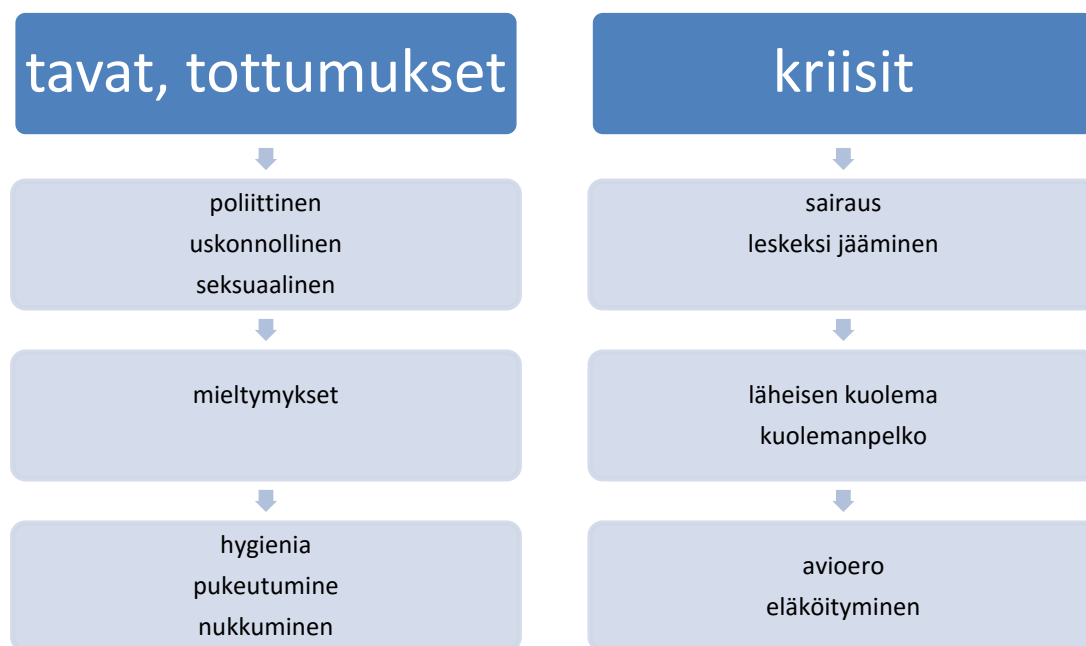 tavat, tottumukset
poliittinen
uskonnollinen
seksuaalinen
mieltymykset
hygienia
pukeutumine
nukkuminen
kriisit
sairaus
leskeksi jääminen
läheisen kuolema
kuolemanpelko
avioero
eläköityminen